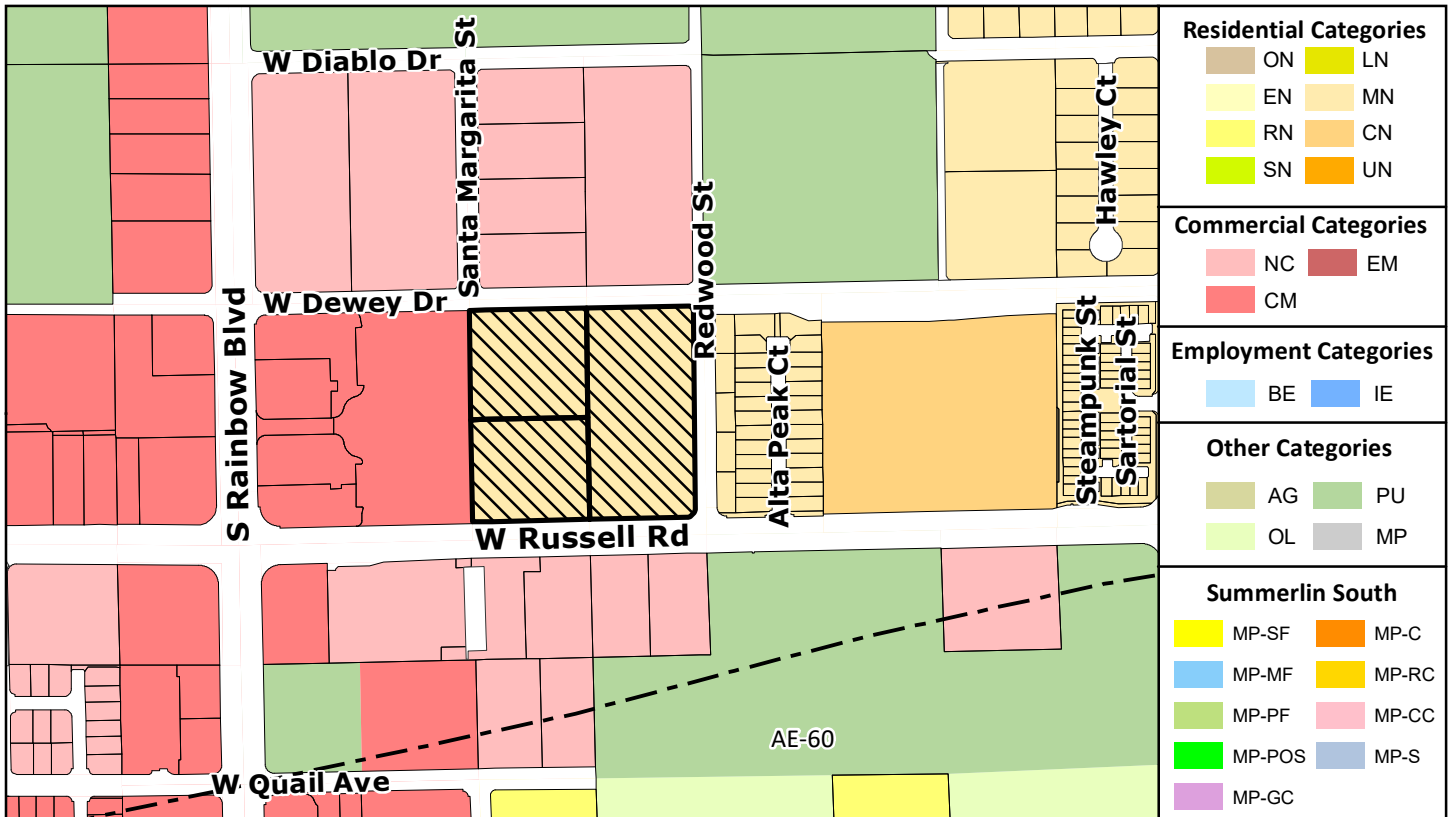 W Diablo Dr
Santa Margarita St
Hawley Ct
Redwood St
W Dewey Dr
S Rainbow Blvd
Alta Peak Ct
Steampunk St
Sartorial St
W Russell Rd
AE-60
W Quail Ave
Residential Categories
ON LN
EN MN
RN CN
SN UN
Commercial Categories
NC EM
CM
Employment Categories
BE IE
Other Categories
AG PU
OL MP
Summerlin South
MP-SF MP-C
MP-MF MP-RC
MP-PF MP-CC
MP-POS MP-S
MP-GC